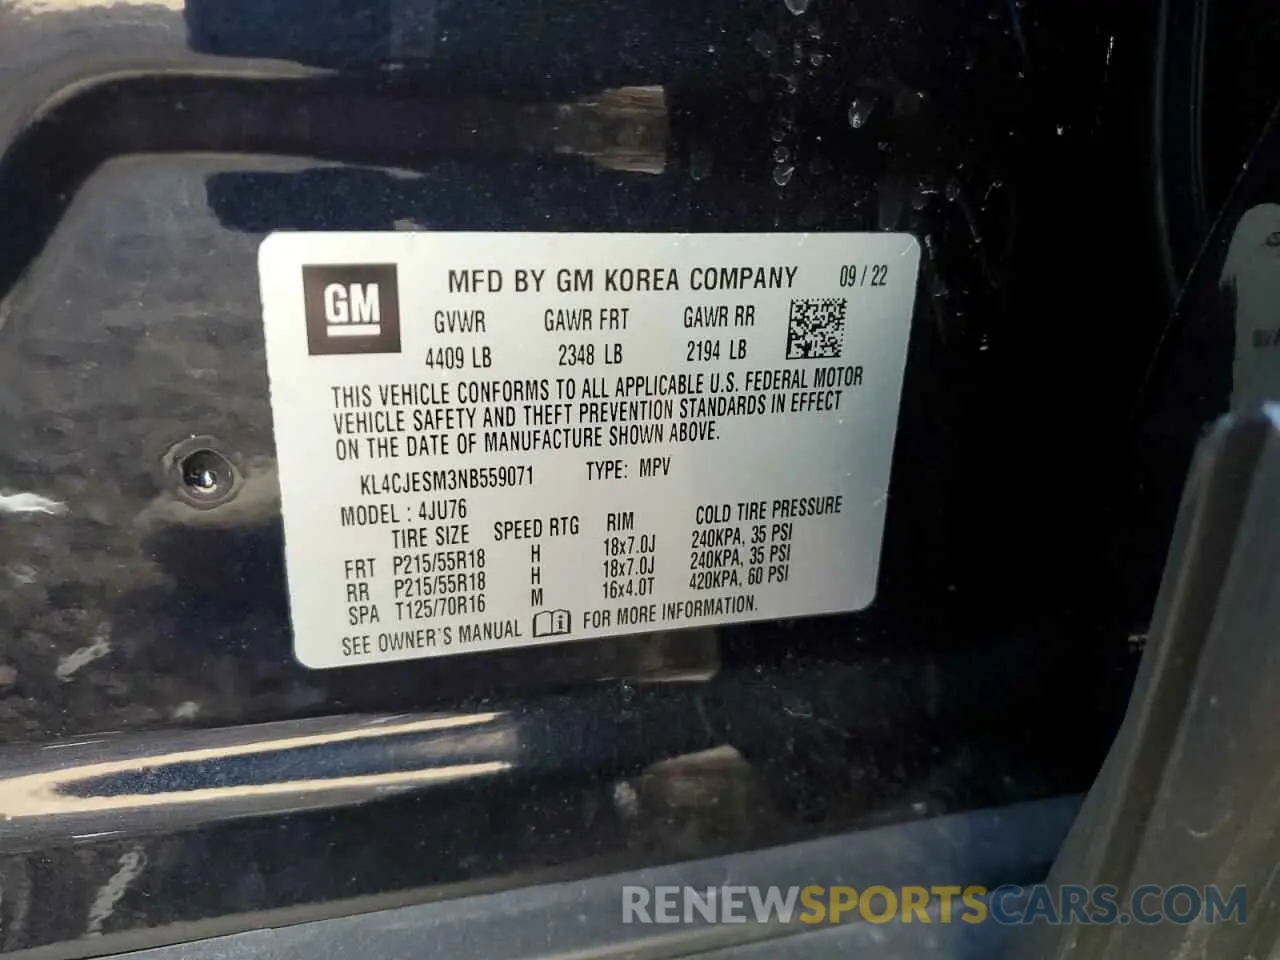 GM
MFD BY GM KOREA COMPANY 09 / 22
GVWR GAWR FRT GAWR RR
4409 LB 2348 LB 2194 LB
THIS VEHICLE CONFORMS TO ALL APPLICABLE U.S. FEDERAL MOTOR
VEHICLE SAFETY AND THEFT PREVENTION STANDARDS IN EFFECT
ON THE DATE OF MANUFACTURE SHOWN ABOVE.
KL4CJESM3NB559071 TYPE: MPV
MODEL : 4JU76
TIRE SIZE SPEED RTG RIM COLD TIRE PRESSURE
FRT P215/55R18 H 18x7.0J 240KPA, 35 PSI
RR P215/55R18 H 18x7.0J 240KPA, 35 PSI
SPA T125/70R16 M 16x4.0T 420KPA, 60 PSI
SEE OWNER'S MANUAL FOR MORE INFORMATION.
RENEWSPORTSCARS.COM